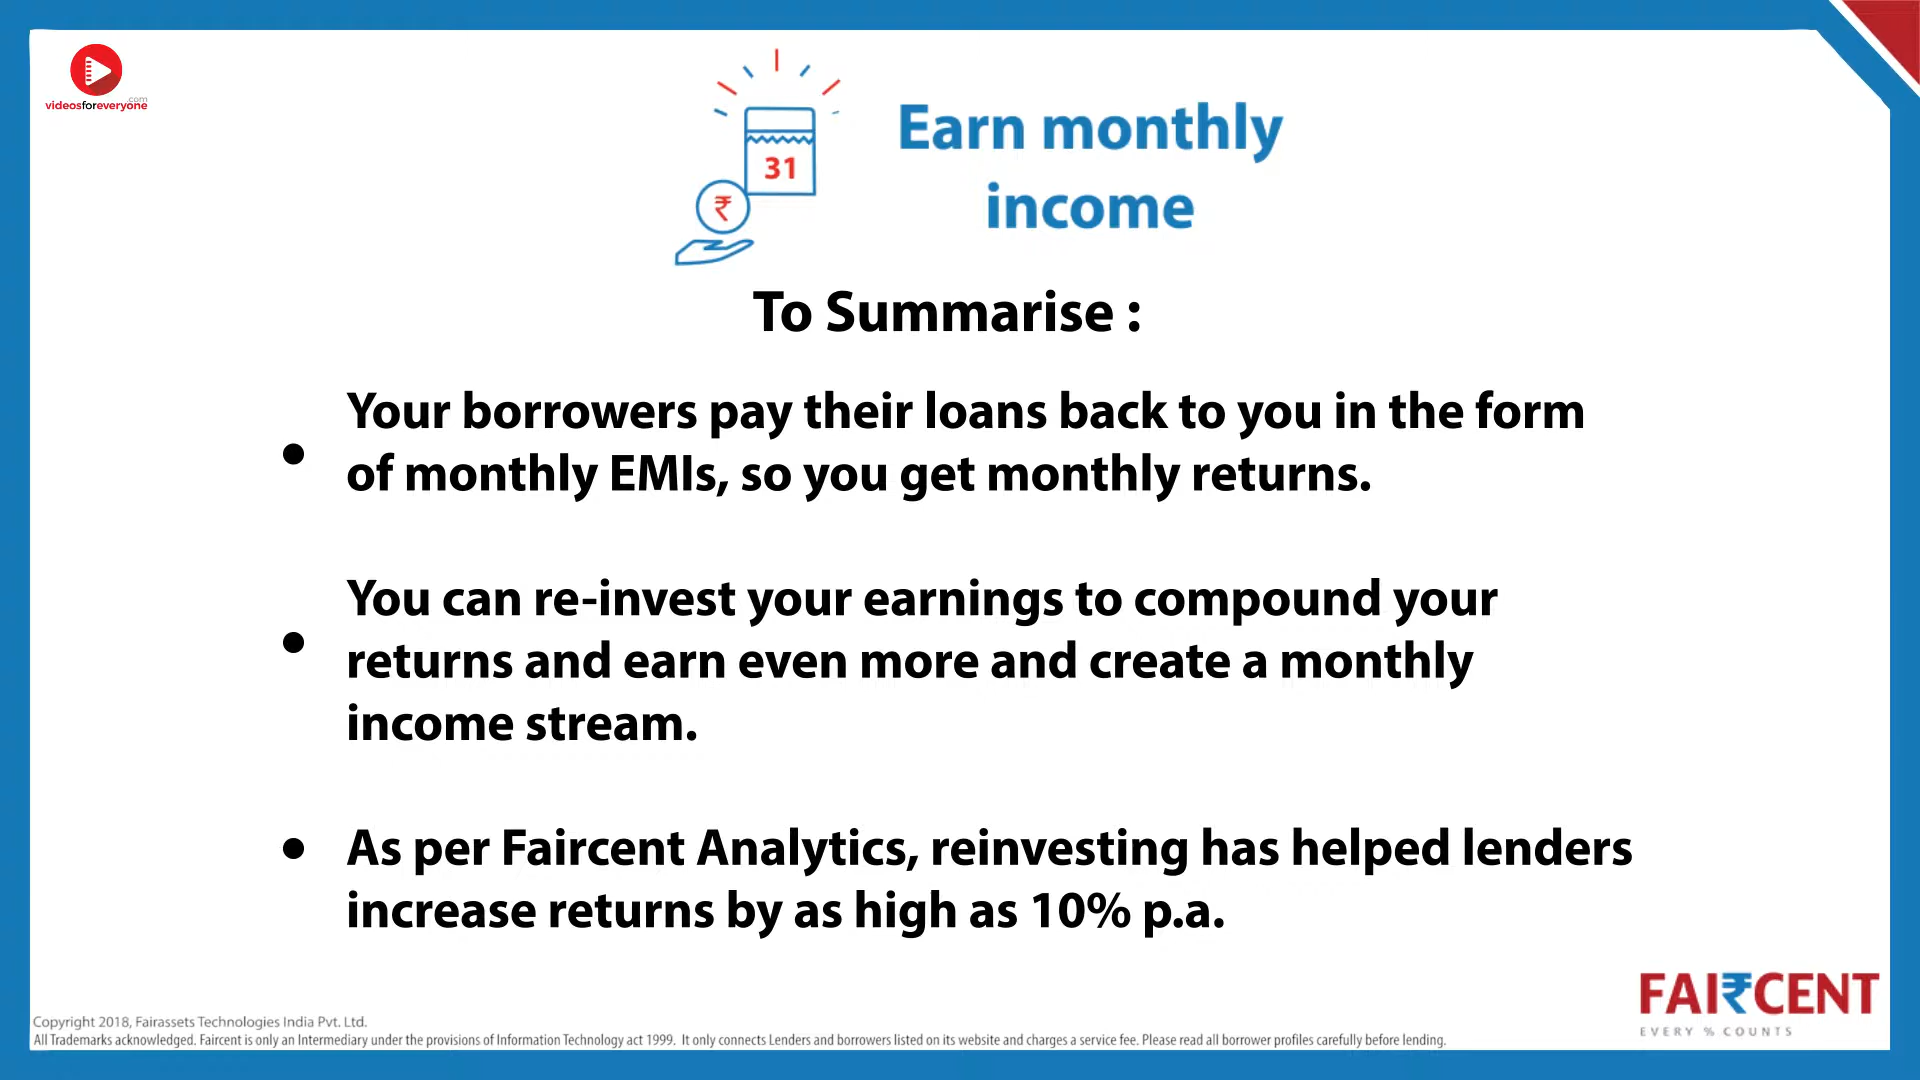 videosforeveryone
.com
31
₹
Earn monthly
income
To Summarise :
• Your borrowers pay their loans back to you in the form
of monthly EMIs, so you get monthly returns.
• You can re-invest your earnings to compound your
returns and earn even more and create a monthly
income stream.
• As per Faircent Analytics, reinvesting has helped lenders
increase returns by as high as 10% p.a.
FAI₹CENT
EVERY % COUNTS
Copyright 2018, Fairassets Technologies India Pvt. Ltd.
All Trademarks acknowledged. Faircent is only an Intermediary under the provisions of Information Technology act 1999. It only connects Lenders and borrowers listed on its website and charges a service fee. Please read all borrower profiles carefully before lending.